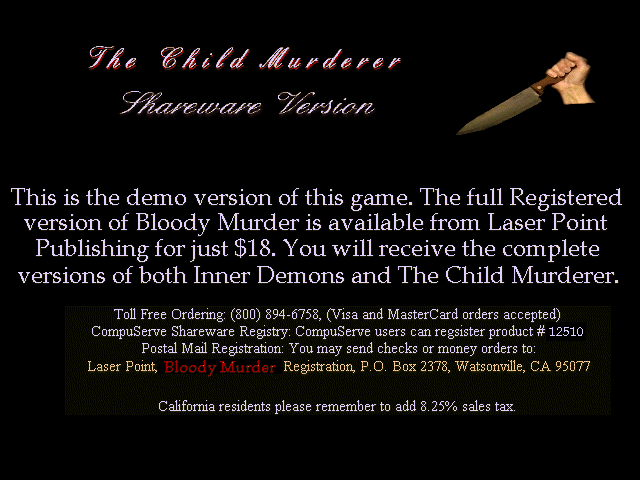 The Child Murderer
Shareware Version
This is the demo version of this game. The full Registered
version of Bloody Murder is available from Laser Point
Publishing for just $18. You will receive the complete
versions of both Inner Demons and The Child Murderer.
Toll Free Ordering: (800) 894-6758, (Visa and MasterCard orders accepted)
CompuServe Shareware Registry: CompuServe users can regsister product # 12510
Postal Mail Registration: You may send checks or money orders to:
Laser Point, Bloody Murder Registration, P.O. Box 2378, Watsonville, CA 95077
California residents please remember to add 8.25% sales tax.